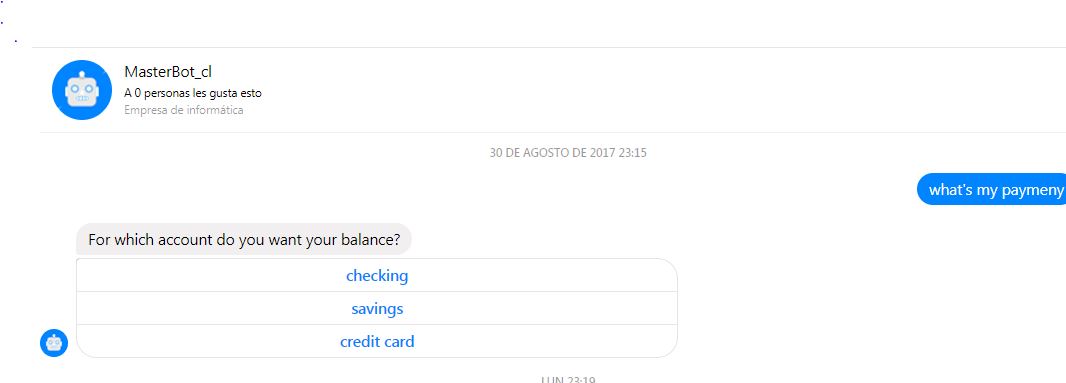 MasterBot_cl
A 0 personas les gusta esto
Empresa de informática
30 DE AGOSTO DE 2017 23:15
what's my paymeny
For which account do you want your balance?
checking
savings
credit card
LUN 23:19